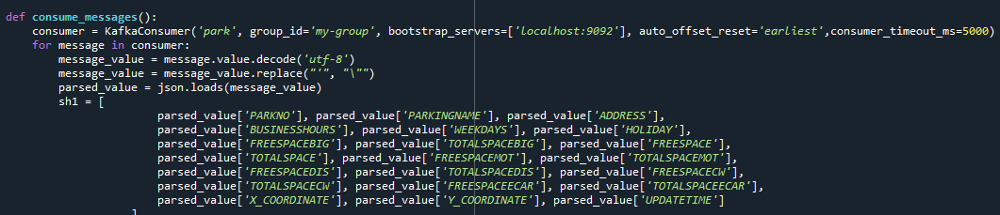 def consume_messages():
consumer = KafkaConsumer('park', group_id='my-group', bootstrap_servers=['localhost:9092'], auto_offset_reset='earliest',consumer_timeout_ms=5000)
for message in consumer:
message_value = message.value.decode('utf-8')
message_value = message_value.replace("'", "\"")
parsed_value = json.loads(message_value)
sh1 = [
parsed_value['PARKNO'], parsed_value['PARKINGNAME'], parsed_value['ADDRESS'],
parsed_value['BUSINESSHOURS'], parsed_value['WEEKDAYS'], parsed_value['HOLIDAY'],
parsed_value['FREESPACEBIG'], parsed_value['TOTALSPACEBIG'], parsed_value['FREESPACE'],
parsed_value['TOTALSPACE'], parsed_value['FREESPACEMOT'], parsed_value['TOTALSPACEMOT'],
parsed_value['FREESPACEDIS'], parsed_value['TOTALSPACEDIS'], parsed_value['FREESPACECW'],
parsed_value['TOTALSPACECW'], parsed_value['FREESPACEECAR'], parsed_value['TOTALSPACEECAR'],
parsed_value['X_COORDINATE'], parsed_value['Y_COORDINATE'], parsed_value['UPDATETIME']
]